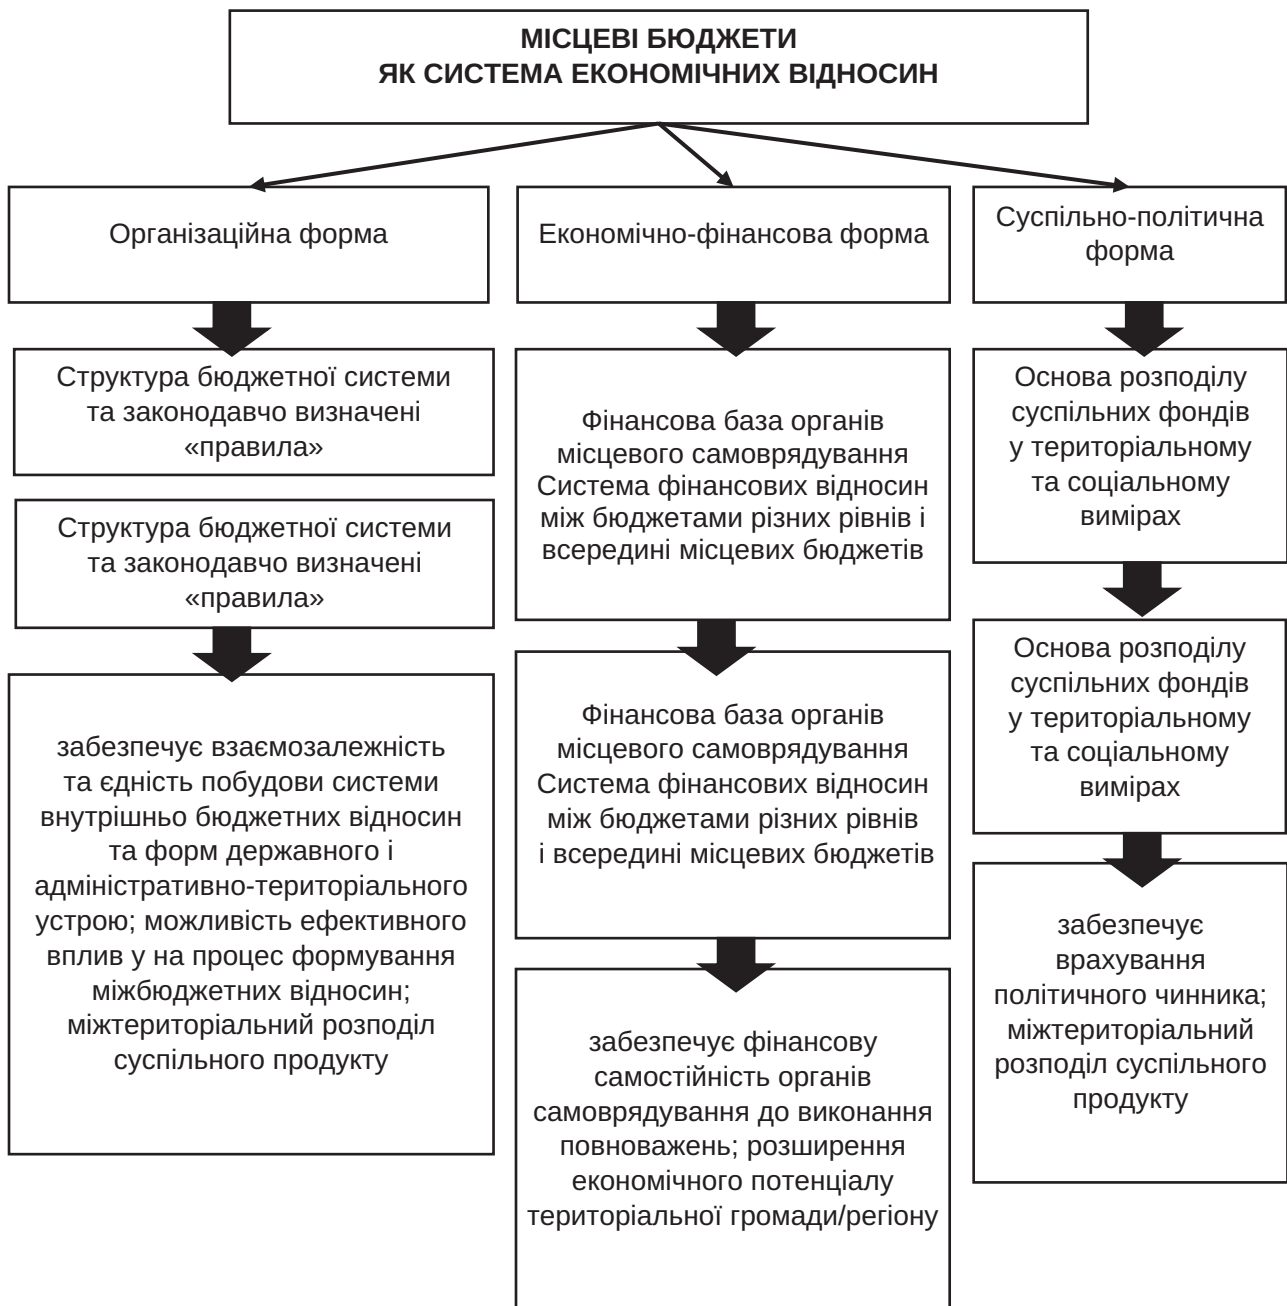 МІСЦЕВІ БЮДЖЕТИ
ЯК СИСТЕМА ЕКОНОМІЧНИХ ВІДНОСИН
Організаційна форма
Структура бюджетної системи
та законодавчо визначені
«правила»
Структура бюджетної системи
та законодавчо визначені
«правила»
забезпечує взаємозалежність
та єдність побудови системи
внутрішньо бюджетних відносин
та форм державного і
адміністративно-територіального
устрою; можливість ефективного
вплив у на процес формування
міжбюджетних відносин;
міжтериторіальний розподіл
суспільного продукту
Економічно-фінансова форма
Фінансова база органів
місцевого самоврядування
Система фінансових відносин
між бюджетами різних рівнів і
всередині місцевих бюджетів
Фінансова база органів
місцевого самоврядування
Система фінансових відносин
між бюджетами різних рівнів
і всередині місцевих бюджетів
забезпечує фінансову
самостійність органів
самоврядування до виконання
повноважень; розширення
економічного потенціалу
територіальної громади/регіону
Суспільно-політична
форма
Основа розподілу
суспільних фондів
у територіальному
та соціальному
вимірах
Основа розподілу
суспільних фондів
у територіальному
та соціальному
вимірах
забезпечує
врахування
політичного чинника;
міжтериторіальний
розподіл суспільного
продукту